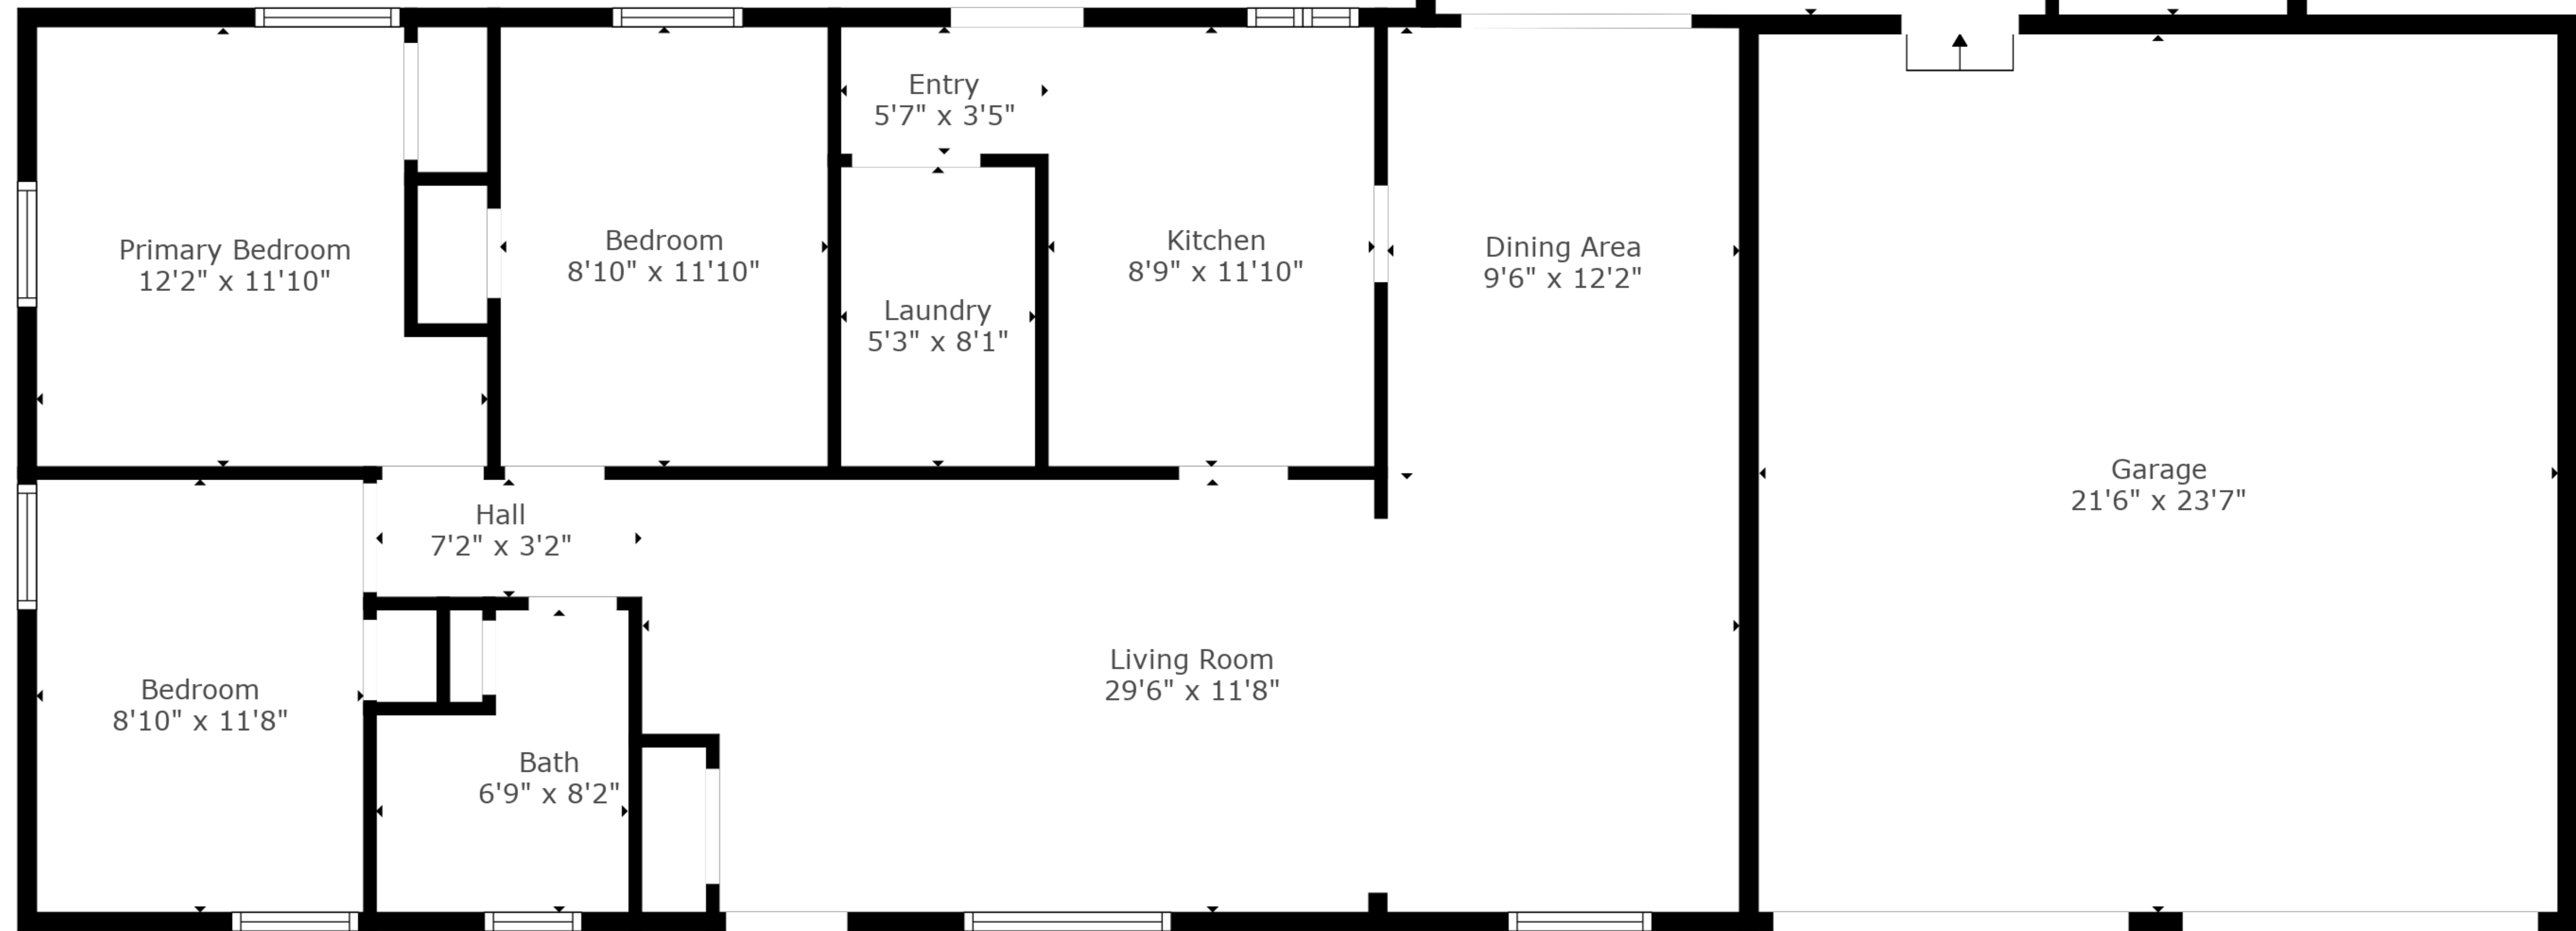 Entry
5'7" x 3'5"
Primary Bedroom
12'2" x 11'10"
Bedroom
8'10" x 11'10"
Kitchen
8'9" x 11'10"
Dining Area
9'6" x 12'2"
Laundry
5'3" x 8'1"
Garage
21'6" x 23'7"
Hall
7'2" x 3'2"
Living Room
29'6" x 11'8"
Bedroom
8'10" x 11'8"
Bath
6'9" x 8'2"